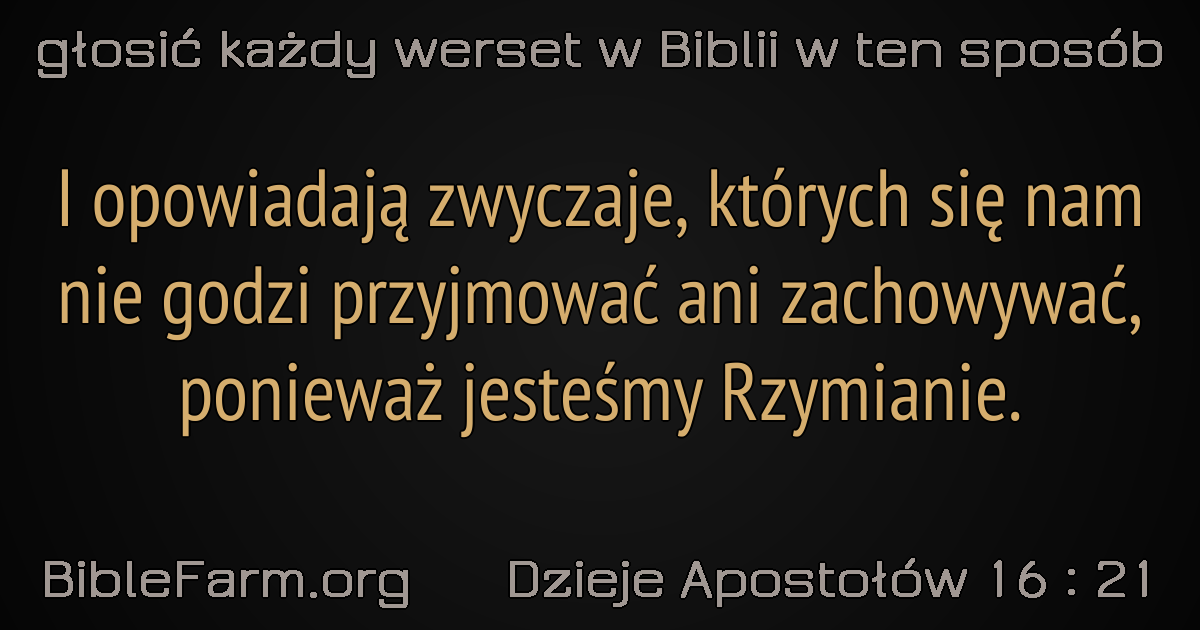 głosić każdy werset w Biblii w ten sposób
I opowiadają zwyczaje, których się nam
nie godzi przyjmować ani zachowywać,
ponieważ jesteśmy Rzymianie.
BibleFarm.org
Dzieje Apostołów 16 : 21